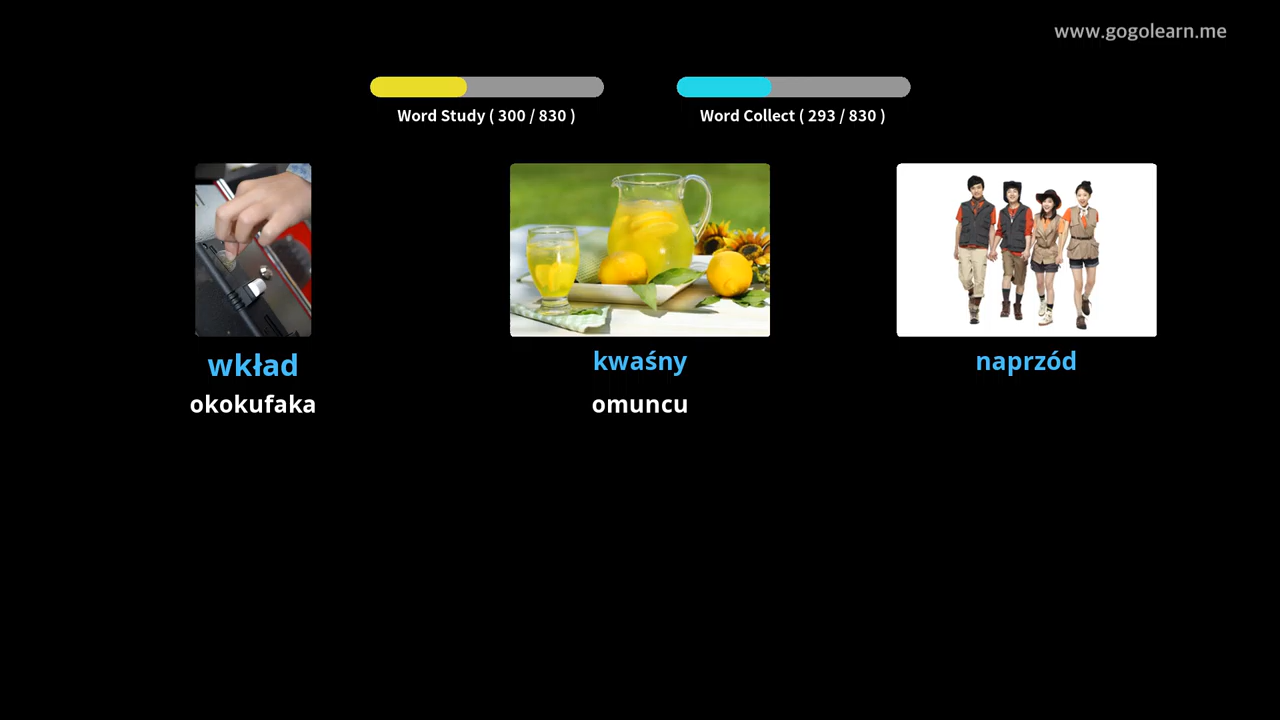 www.gogolearn.me
Word Study ( 300 / 830 )
Word Collect ( 293 / 830 )
wkład
okokufaka
kwaśny
omuncu
naprzód